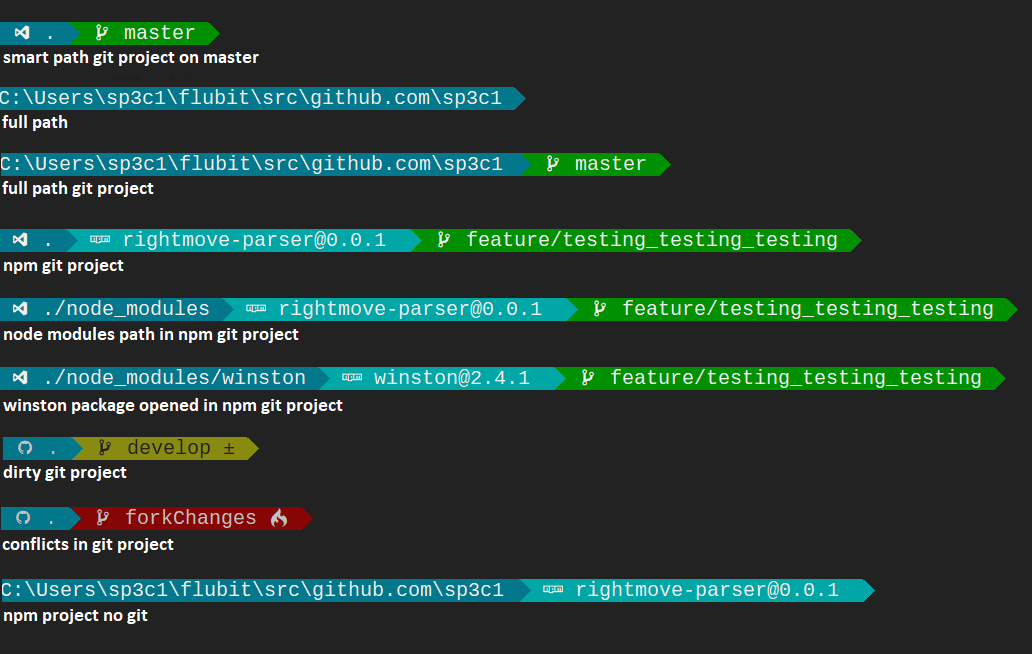 . master
smart path git project on master
C:\Users\sp3c1\flubit\src\github.com\sp3c1
full path
C:\Users\sp3c1\flubit\src\github.com\sp3c1 master
full path git project
. npm rightmove-parser@0.0.1 feature/testing_testing_testing
npm git project
./node_modules npm rightmove-parser@0.0.1 feature/testing_testing_testing
node modules path in npm git project
./node_modules/winston npm winston@2.4.1 feature/testing_testing_testing
winston package opened in npm git project
. develop ±
dirty git project
. forkChanges
conflicts in git project
C:\Users\sp3c1\flubit\src\github.com\sp3c1 npm rightmove-parser@0.0.1
npm project no git